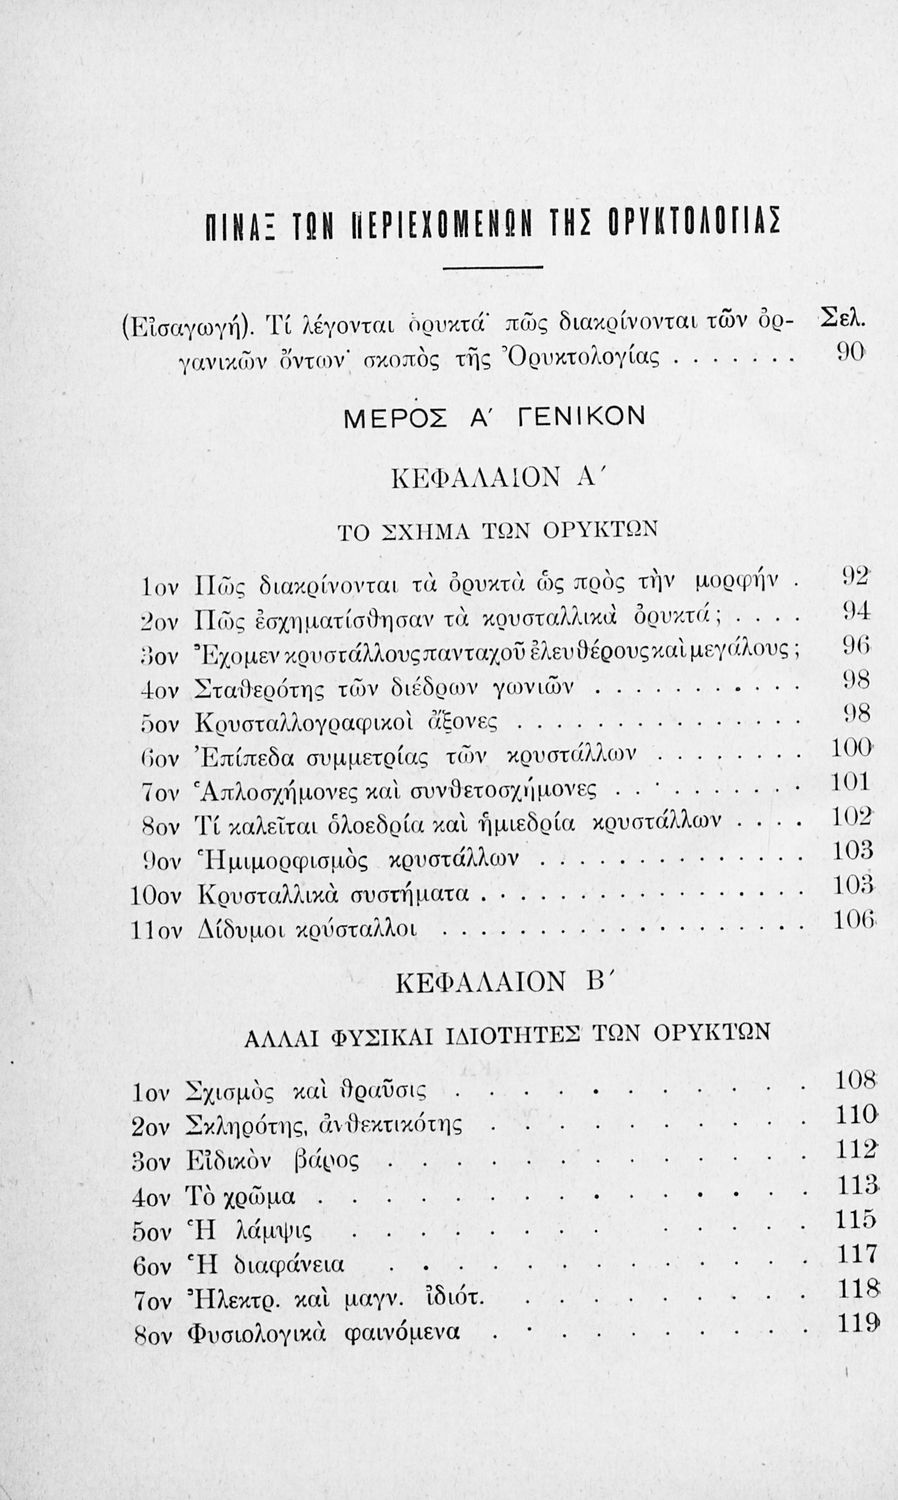 ΠΙΝΑΞ ΤΩΝ ΠΕΡΙΕΧΟΜΕΝΩΝ ΤΗΣ ΟΡΥΚΤΟΛΟΓΙΑΣ
(Εἰσαγωγή). Τί λέγονται ὀρυκτά· πῶς διακρίνονται τῶν ὀρ- Σελ.
γανικῶν ὄντων· σκοπὸς τῆς Ὀρυκτολογίας . . . . . . . 90
ΜΕΡΟΣ Α΄ ΓΕΝΙΚΟΝ
ΚΕΦΑΛΑΙΟΝ Α΄
ΤΟ ΣΧΗΜΑ ΤΩΝ ΟΡΥΚΤΩΝ
1ον Πῶς διακρίνονται τὰ ὀρυκτὰ ὡς πρὸς τὴν μορφήν . 92
2ον Πῶς ἐσχηματίσθησαν τὰ κρυσταλλικὰ ὀρυκτά; . . . . 94
3ον Ἔχομεν κρυστάλλους πανταχοῦ ἐλευθέρους καὶ μεγάλους; 96
4ον Σταθερότης τῶν διέδρων γωνιῶν . . . . . . . . . . 98
5ον Κρυσταλλογραφικοὶ ἄξονες . . . . . . . . . . . . . . 98
6ον Ἐπίπεδα συμμετρίας τῶν κρυστάλλων . . . . . . . . 100
7ον Ἁπλοσχήμονες καὶ συνθετοσχήμονες . . . . . . . . . 101
8ον Τί καλεῖται ὁλοεδρία καὶ ἡμιεδρία κρυστάλλων . . . . 102
9ον Ἡμιμορφισμὸς κρυστάλλων . . . . . . . . . . . . . 103
10ον Κρυσταλλικὰ συστήματα . . . . . . . . . . . . . . . 103
11ον Δίδυμοι κρύσταλλοι . . . . . . . . . . . . . . . . . 106
ΚΕΦΑΛΑΙΟΝ Β΄
ΑΛΛΑΙ ΦΥΣΙΚΑΙ ΙΔΙΟΤΗΤΕΣ ΤΩΝ ΟΡΥΚΤΩΝ
1ον Σχισμὸς καὶ θραῦσις . . . . . . . . . . . 108
2ον Σκληρότης, ἀνθεκτικότης . . . . . . . . . . 110
3ον Εἰδικὸν βάρος . . . . . . . . . . . . . 112
4ον Τὸ χρῶμα . . . . . . . . . . . . . . . 113
5ον Ἡ λάμψις . . . . . . . . . . . . . 115
6ον Ἡ διαφάνεια . . . . . . . . . . . . . 117
7ον Ἠλεκτρ. καὶ μαγν. ἰδιότ. . . . . . . . . . 118
8ον Φυσιολογικὰ φαινόμενα . . . . . . . . . . 119